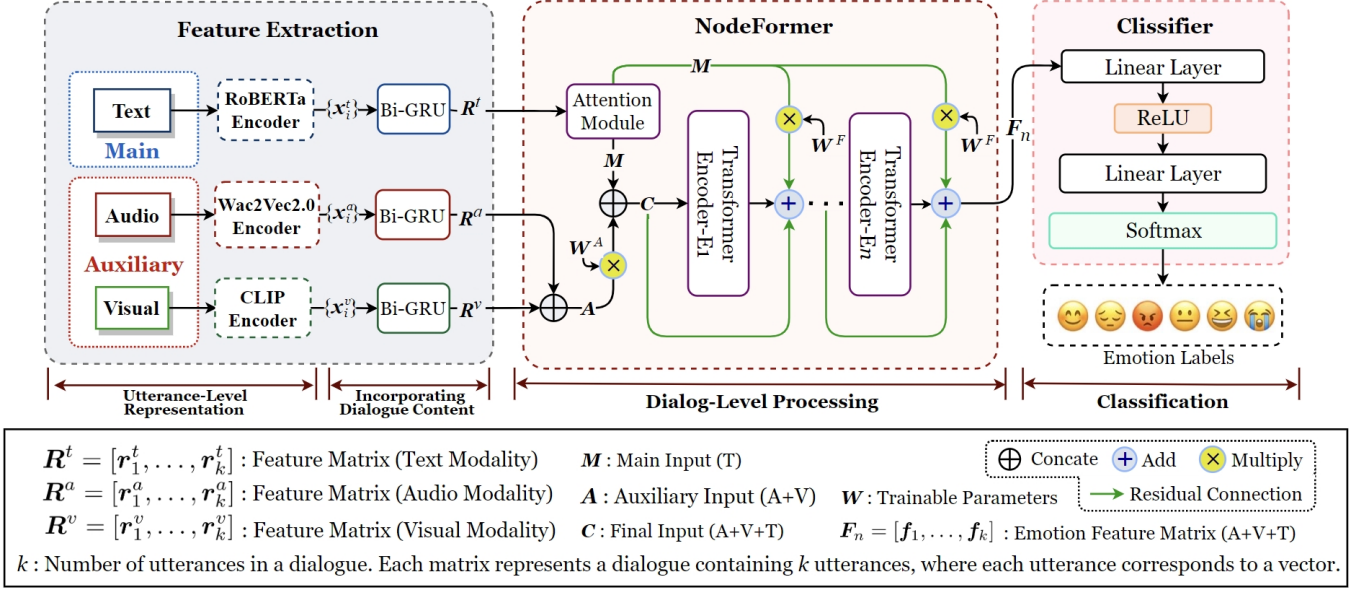 Feature Extraction
Text
Main
RoBERTa
Encoder
{x_i^t}
Bi-GRU
R^t
Audio
Auxiliary
Wac2Vec2.0
Encoder
{x_i^a}
Bi-GRU
R^a
Visual
CLIP
Encoder
{x_i^v}
Bi-GRU
R^v
Utterance-Level
Representation
Incorporating
Dialogue Content
NodeFormer
Attention
Module
M
M
W^A
A
C
Transformer
Encoder-E1
W^F
...
Transformer
Encoder-En
W^F
F_n
Dialog-Level Processing
Clissifier
Linear Layer
ReLU
Linear Layer
Softmax
Emotion Labels
Classification
R^t = [r_1^t, . . . , r_k^t] : Feature Matrix (Text Modality)
R^a = [r_1^a, . . . , r_k^a] : Feature Matrix (Audio Modality)
R^v = [r_1^v, . . . , r_k^v] : Feature Matrix (Visual Modality)
M : Main Input (T)
A : Auxiliary Input (A+V)
C : Final Input (A+V+T)
Concate
Add
Multiply
W : Trainable Parameters
Residual Connection
F_n = [f_1, . . . , f_k] : Emotion Feature Matrix (A+V+T)
k : Number of utterances in a dialogue. Each matrix represents a dialogue containing k utterances, where each utterance corresponds to a vector.